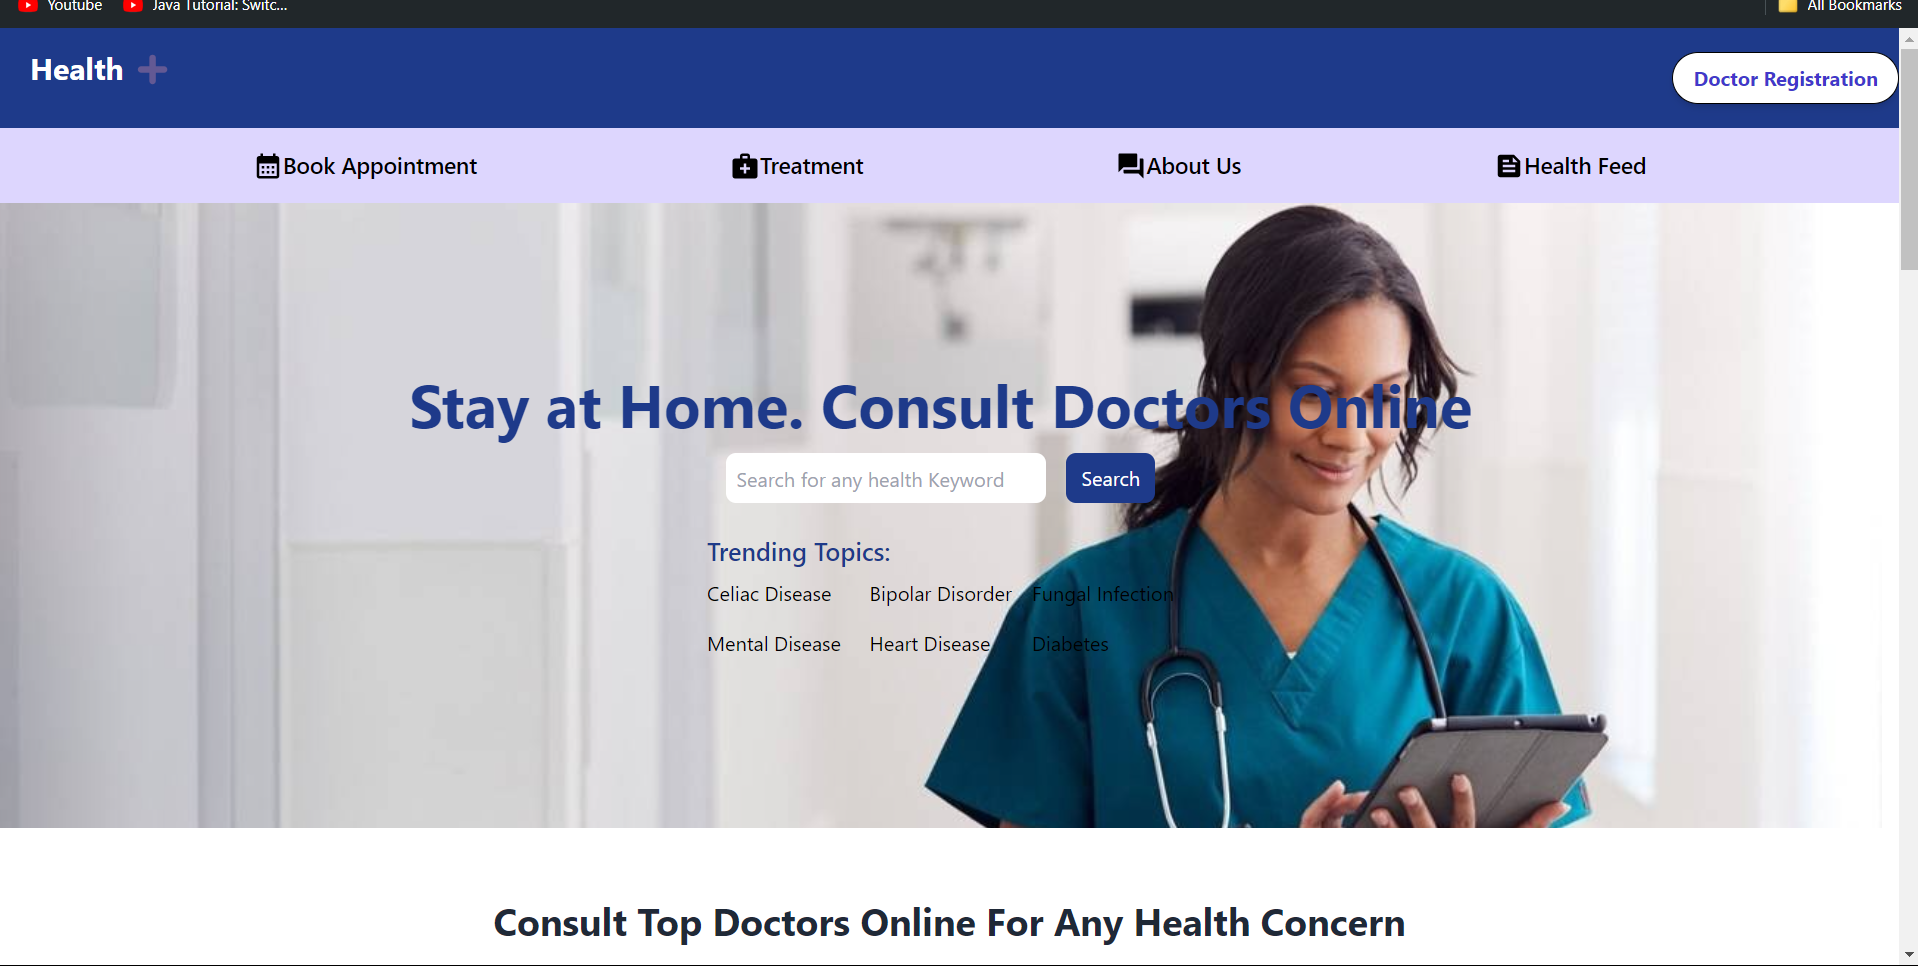 Youtube Java Tutorial: Switc... All Bookmarks
Health Doctor Registration
Book Appointment Treatment About Us Health Feed
Stay at Home. Consult Doctors Online
Search for any health Keyword Search
Trending Topics:
Celiac Disease Bipolar Disorder Fungal Infection
Mental Disease Heart Disease Diabetes
Consult Top Doctors Online For Any Health Concern